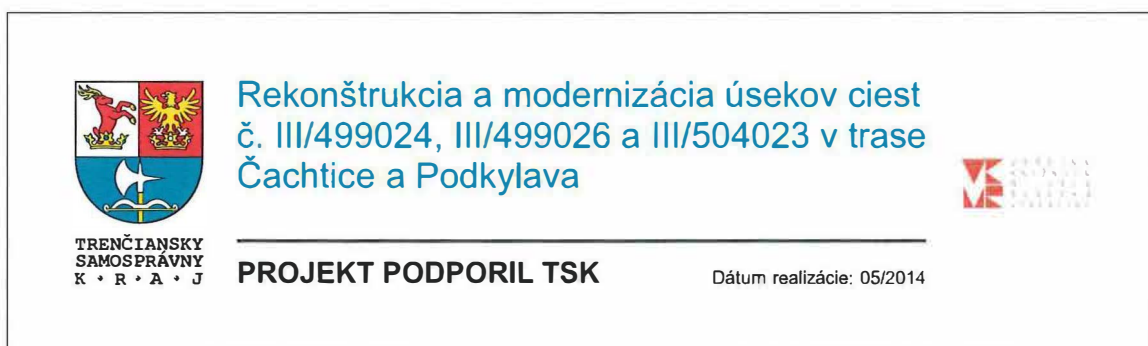 Rekonštrukcia a modernizácia úsekov ciest
č. III/499024, III/499026 a III/504023 v trase
Čachtice a Podkylava
TRENČIANSKY
SAMOSPRÁVNY
K • R • A • J
PROJEKT PODPORIL TSK
Dátum realizácie: 05/2014